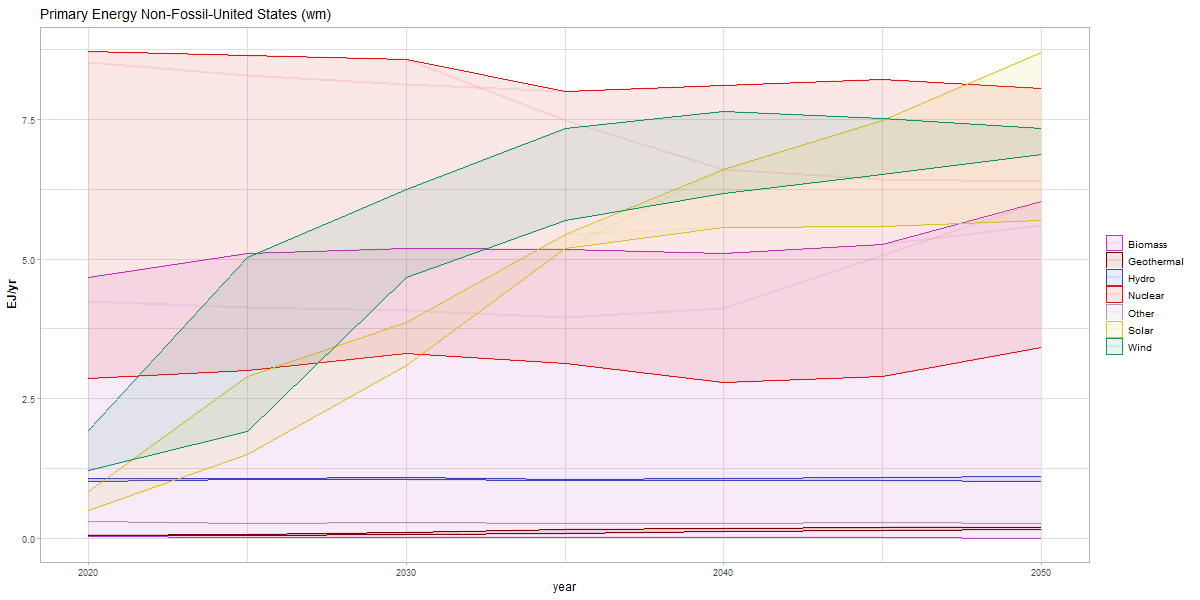 Primary Energy Non-Fossil-United States (wm)
7.5
5.0
2.5
0.0
EJ/yr
2020
2030
2040
2050
year
Biomass
Geothermal
Hydro
Nuclear
Other
Solar
Wind